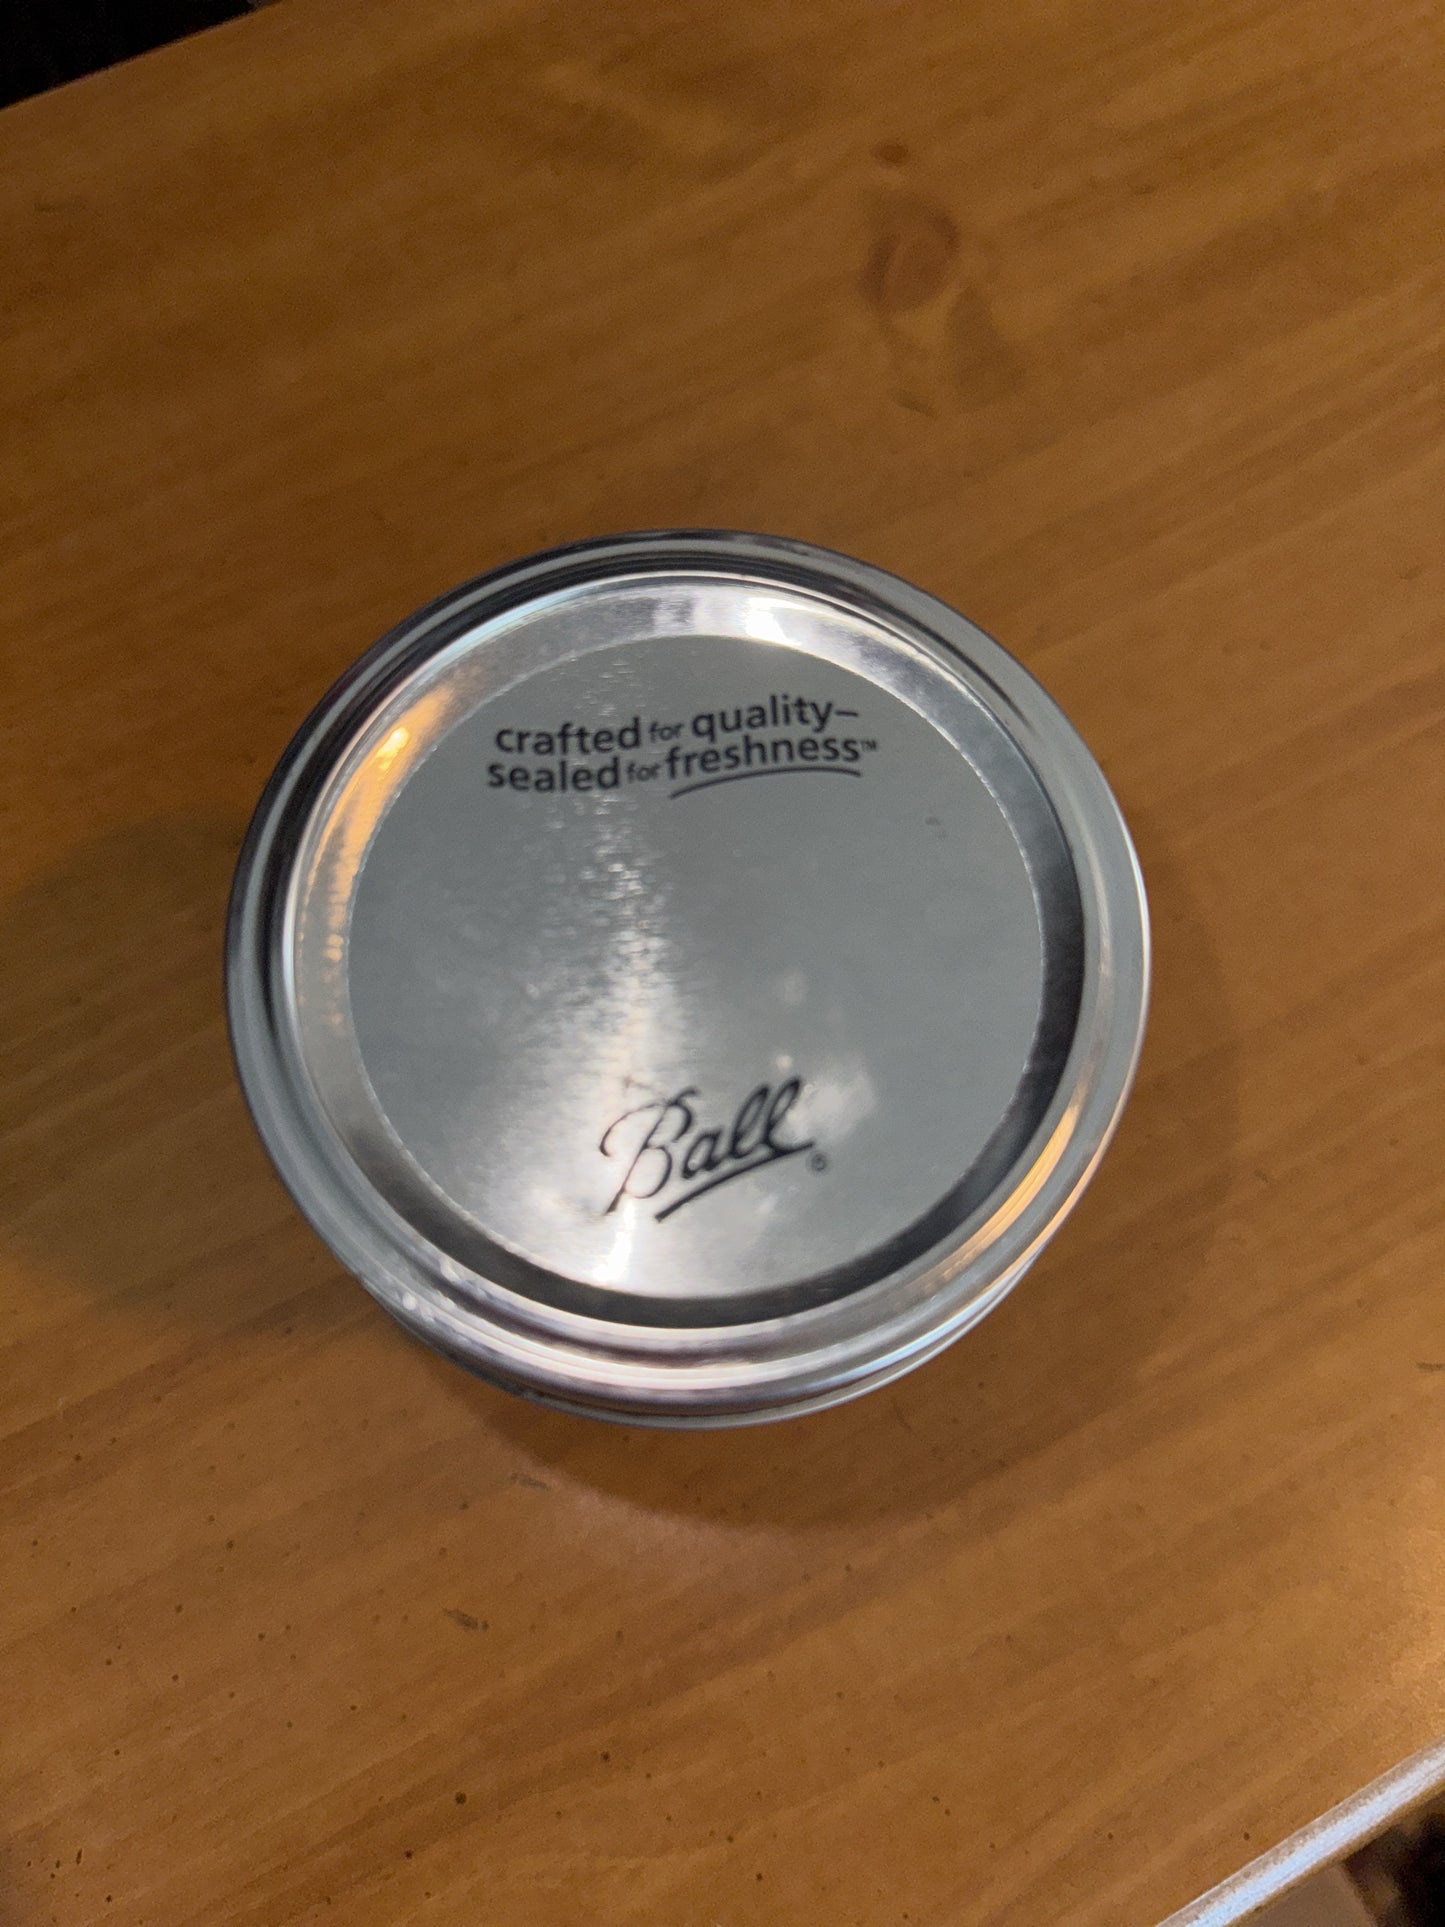 crafted for quality–
sealed for freshness™
Ball®